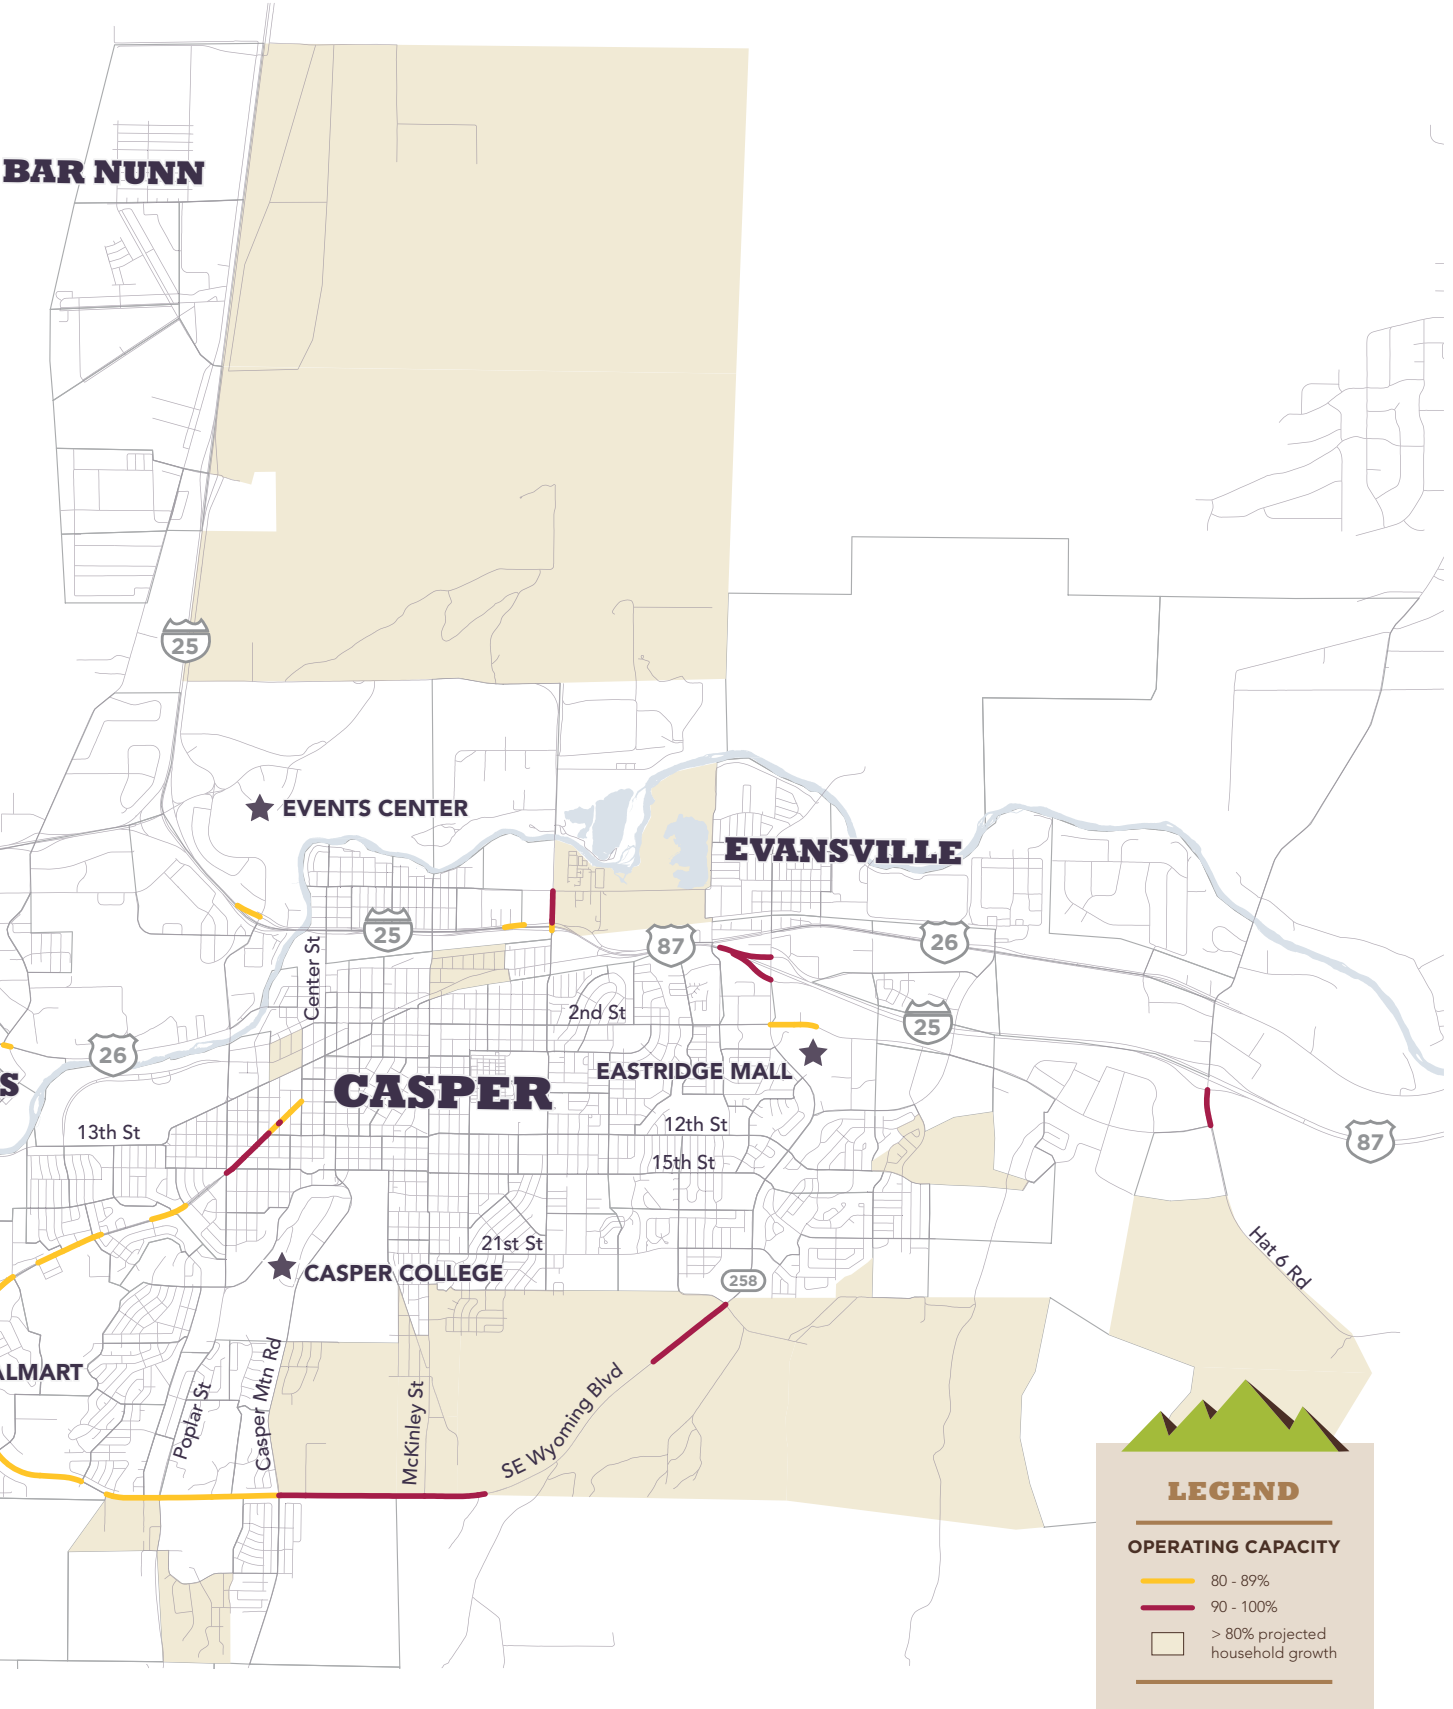 BAR NUNN
25
EVENTS CENTER
EVANSVILLE
25
87
26
Center St
2nd St
25
26
EASTRIDGE MALL
S
CASPER
13th St
12th St
15th St
87
21st St
Hat 6 Rd
CASPER COLLEGE
258
ALMART
Poplar St
Casper Mtn Rd
McKinley St
SE Wyoming Blvd
LEGEND
OPERATING CAPACITY
80 - 89%
90 - 100%
> 80% projected
household growth